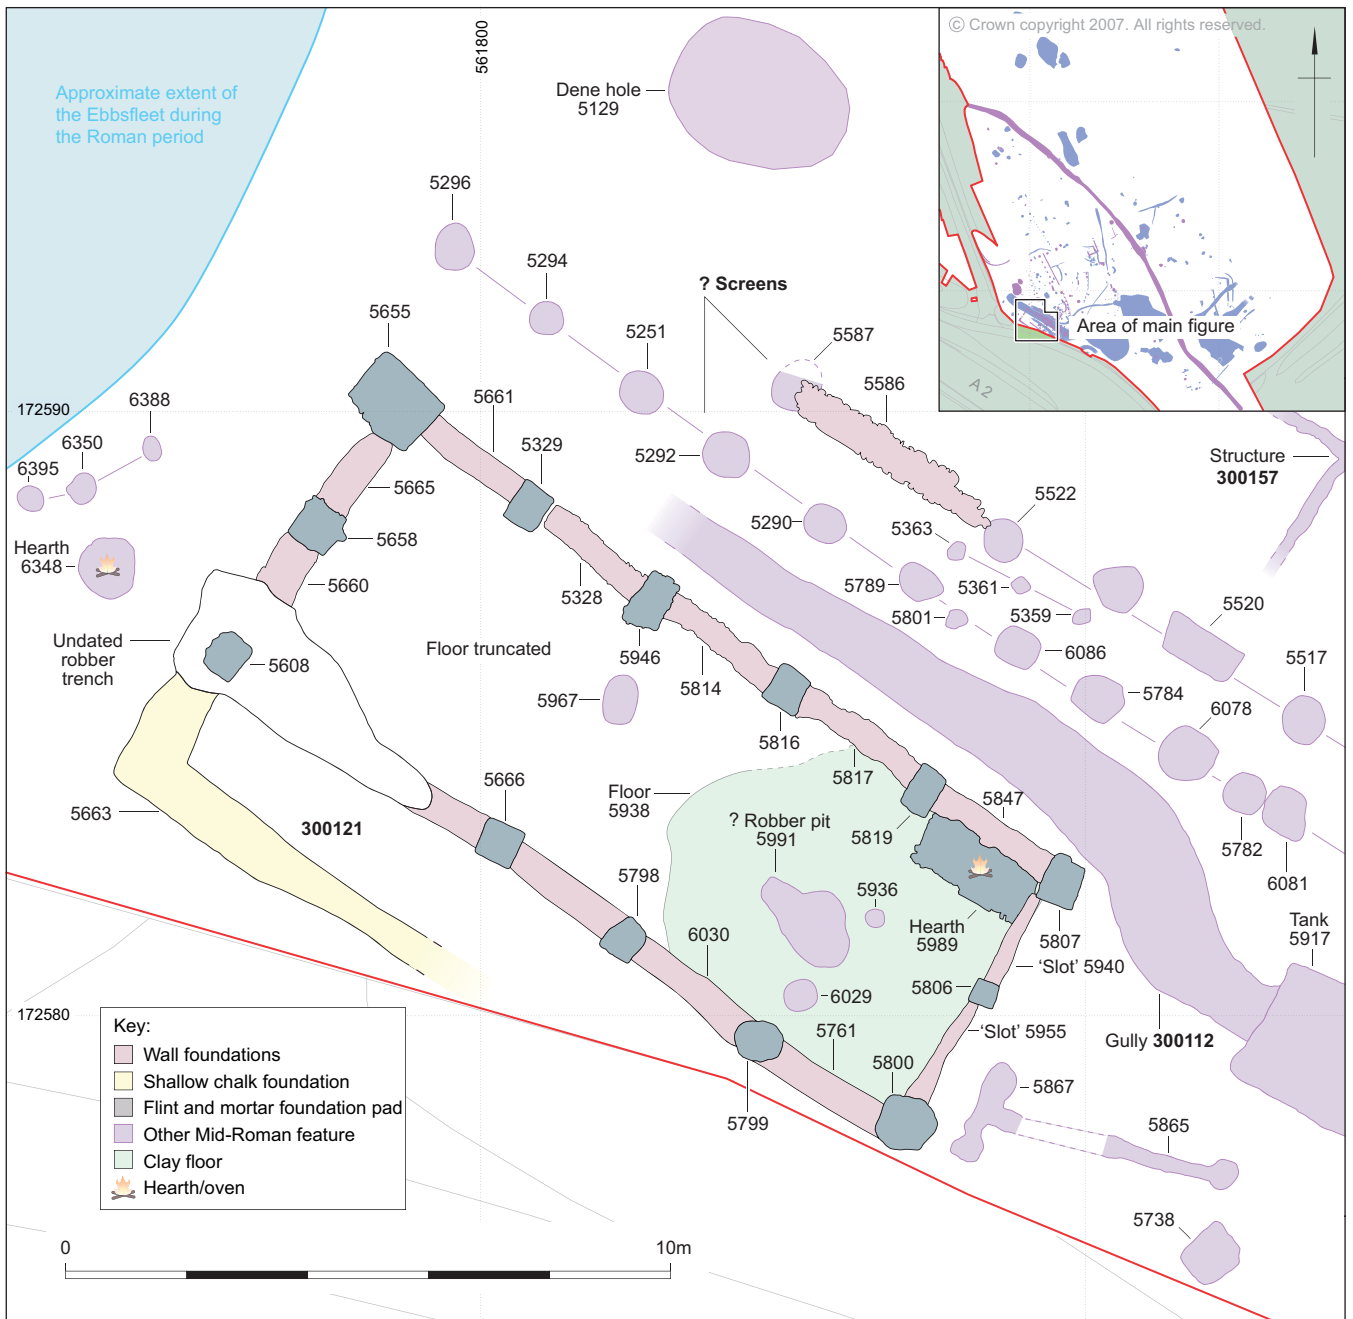 © Crown copyright 2007. All rights reserved.
561800
Approximate extent of
the Ebbsfleet during
the Roman period
Dene hole
5129
5296
5294
? Screens
5655
5251
5587
5586
Area of main figure
A2
172590
6388
5661
6350
5329
6395
5292
Structure
300157
5665
5522
5290
5363
Hearth
6348
5658
5789
5361
5660
5328
5801
5359
5520
Undated
robber
trench
5608
Floor truncated
5946
5814
6086
5517
5967
5784
6078
5816
5817
Floor
5938
5847
5663
5666
300121
? Robber pit
5991
5819
5782
6081
5798
5936
Hearth
5989
5807
Tank
5917
6030
'Slot' 5940
5806
6029
172580
5761
'Slot' 5955
Gully 300112
5800
5867
5799
5865
5738
Key:
Wall foundations
Shallow chalk foundation
Flint and mortar foundation pad
Other Mid-Roman feature
Clay floor
Hearth/oven
0
10m